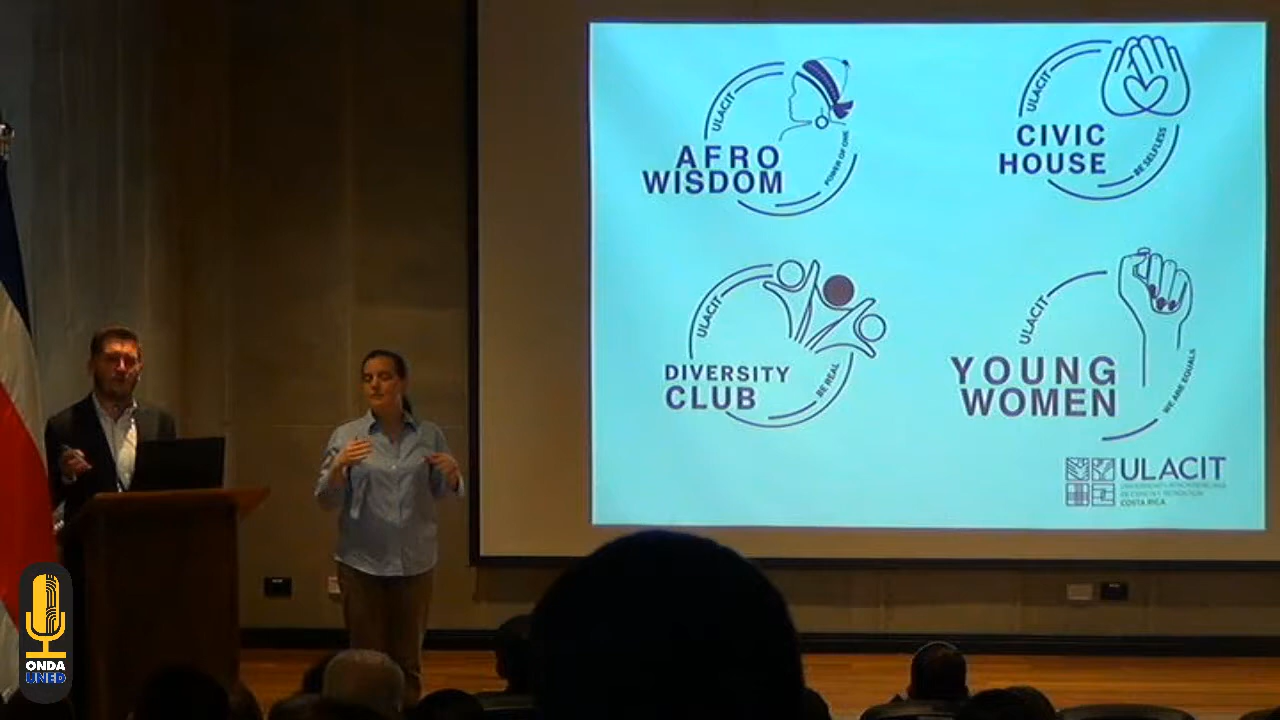 ULACIT
AFRO
WISDOM
POWER OF ONE
ULACIT
CIVIC
HOUSE
BE SELFLESS
ULACIT
DIVERSITY
CLUB
BE REAL
ULACIT
YOUNG
WOMEN
WE ARE EQUALS
ULACIT
COSTA RICA
ONDA
UNED